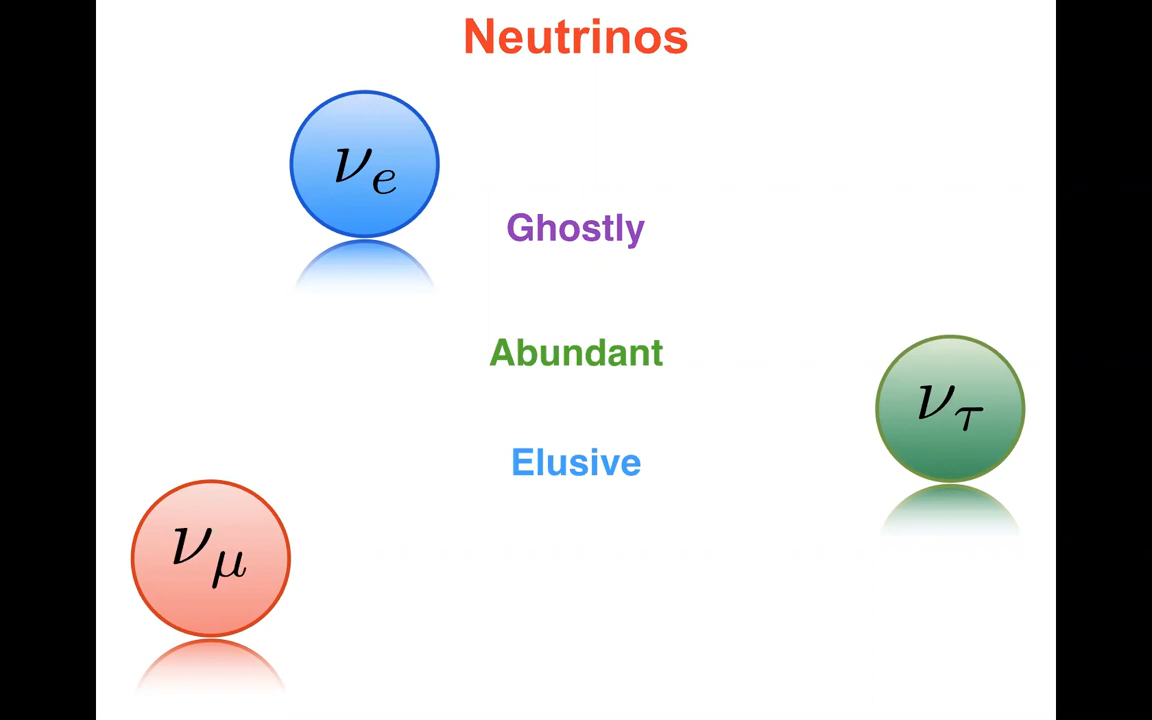 Neutrinos
νe
Ghostly
Abundant
ντ
Elusive
νμ